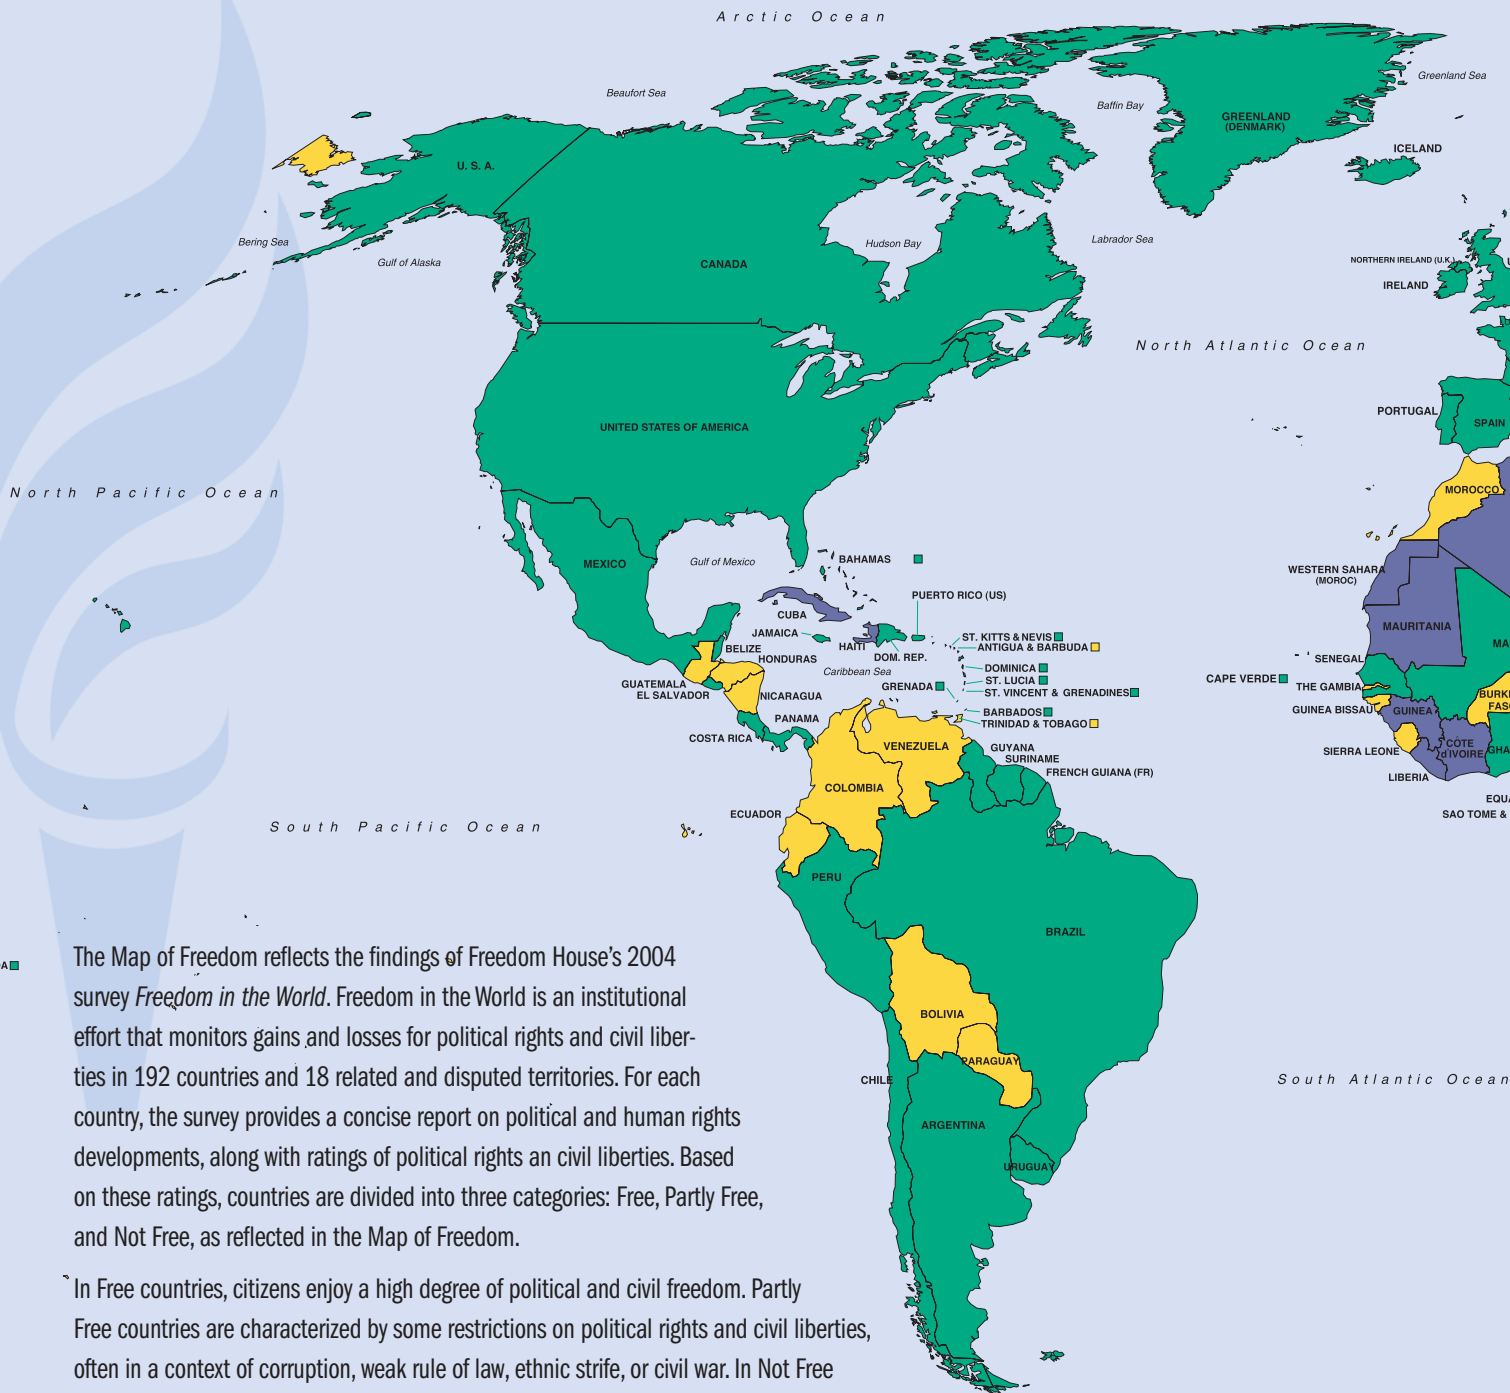 Arctic Ocean
Greenland Sea
Beaufort Sea
Baffin Bay
GREENLAND
(DENMARK)
ICELAND
U. S. A.
Bering Sea
Gulf of Alaska
Hudson Bay
Labrador Sea
CANADA
NORTHERN IRELAND (U.K.)
IRELAND
North Atlantic Ocean
PORTUGAL
SPAIN
UNITED STATES OF AMERICA
North Pacific Ocean
MOROCCO
MEXICO
Gulf of Mexico
BAHAMAS
WESTERN SAHARA
(MOROC)
PUERTO RICO (US)
CUBA
MAURITANIA
JAMAICA
HAITI
DOM. REP.
ST. KITTS & NEVIS
ANTIGUA & BARBUDA
MA
BELIZE
HONDURAS
Caribbean Sea
DOMINICA
ST. LUCIA
ST. VINCENT & GRENADINES
GRENADA
SENEGAL
CAPE VERDE
THE GAMBIA
GUATEMALA
EL SALVADOR
NICARAGUA
BURKI
FASO
GUINEA BISSAU
GUINEA
BARBADOS
TRINIDAD & TOBAGO
PANAMA
COSTA RICA
VENEZUELA
GUYANA
SURINAME
FRENCH GUIANA (FR)
SIERRA LEONE
CÔTE
d'IVOIRE
GHA
LIBERIA
COLOMBIA
ECUADOR
EQUA
SAO TOME &
South Pacific Ocean
PERU
BRAZIL
A
BOLIVIA
PARAGUAY
CHILE
South Atlantic Ocean
ARGENTINA
URUGUAY
The Map of Freedom reflects the findings of Freedom House's 2004
survey Freedom in the World. Freedom in the World is an institutional
effort that monitors gains and losses for political rights and civil liber-
ties in 192 countries and 18 related and disputed territories. For each
country, the survey provides a concise report on political and human rights
developments, along with ratings of political rights an civil liberties. Based
on these ratings, countries are divided into three categories: Free, Partly Free,
and Not Free, as reflected in the Map of Freedom.
In Free countries, citizens enjoy a high degree of political and civil freedom. Partly
Free countries are characterized by some restrictions on political rights and civil liberties,
often in a context of corruption, weak rule of law, ethnic strife, or civil war. In Not Free